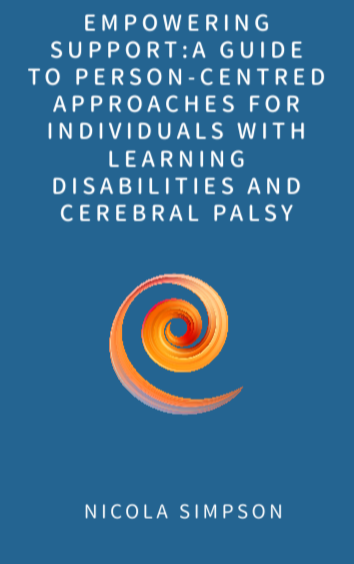 EMPOWERING
SUPPORT:A GUIDE
TO PERSON-CENTRED
APPROACHES FOR
INDIVIDUALS WITH
LEARNING
DISABILITIES AND
CEREBRAL PALSY
NICOLA SIMPSON